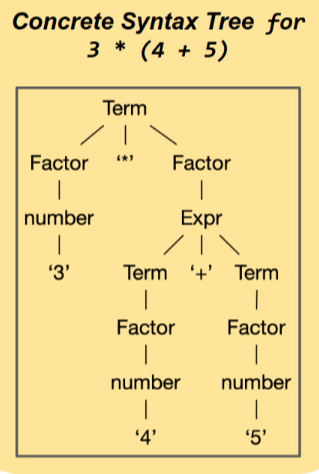 Concrete Syntax Tree for
3 * (4 + 5)
Term
Factor ‘*’ Factor
number Expr
‘3’ Term ‘+’ Term
Factor Factor
number number
‘4’ ‘5’